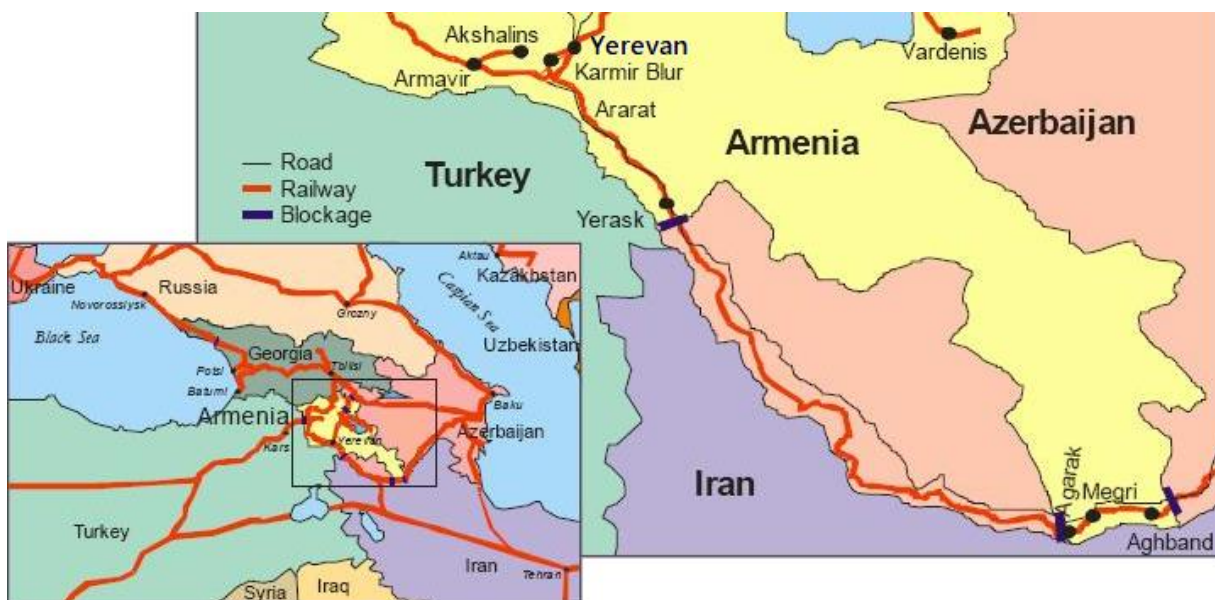 Akshalins
Yerevan
Vardenis
Armavir
Karmir Blur
Ararat
Azerbaijan
Armenia
Road
Railway
Blockage
Turkey
Yerask
Iran
Agarak
Megri
Aghband
Aktau
Kazakhstan
Ukraine
Russia
Novorossiysk
Caspian Sea
Grozny
Black Sea
Uzbekistan
Georgia
Potsi
Tbilisi
Batumi
Armenia
Baku
Kars
Yerevan
Azerbaijan
Turkey
Iran
Tehran
Syria
Iraq